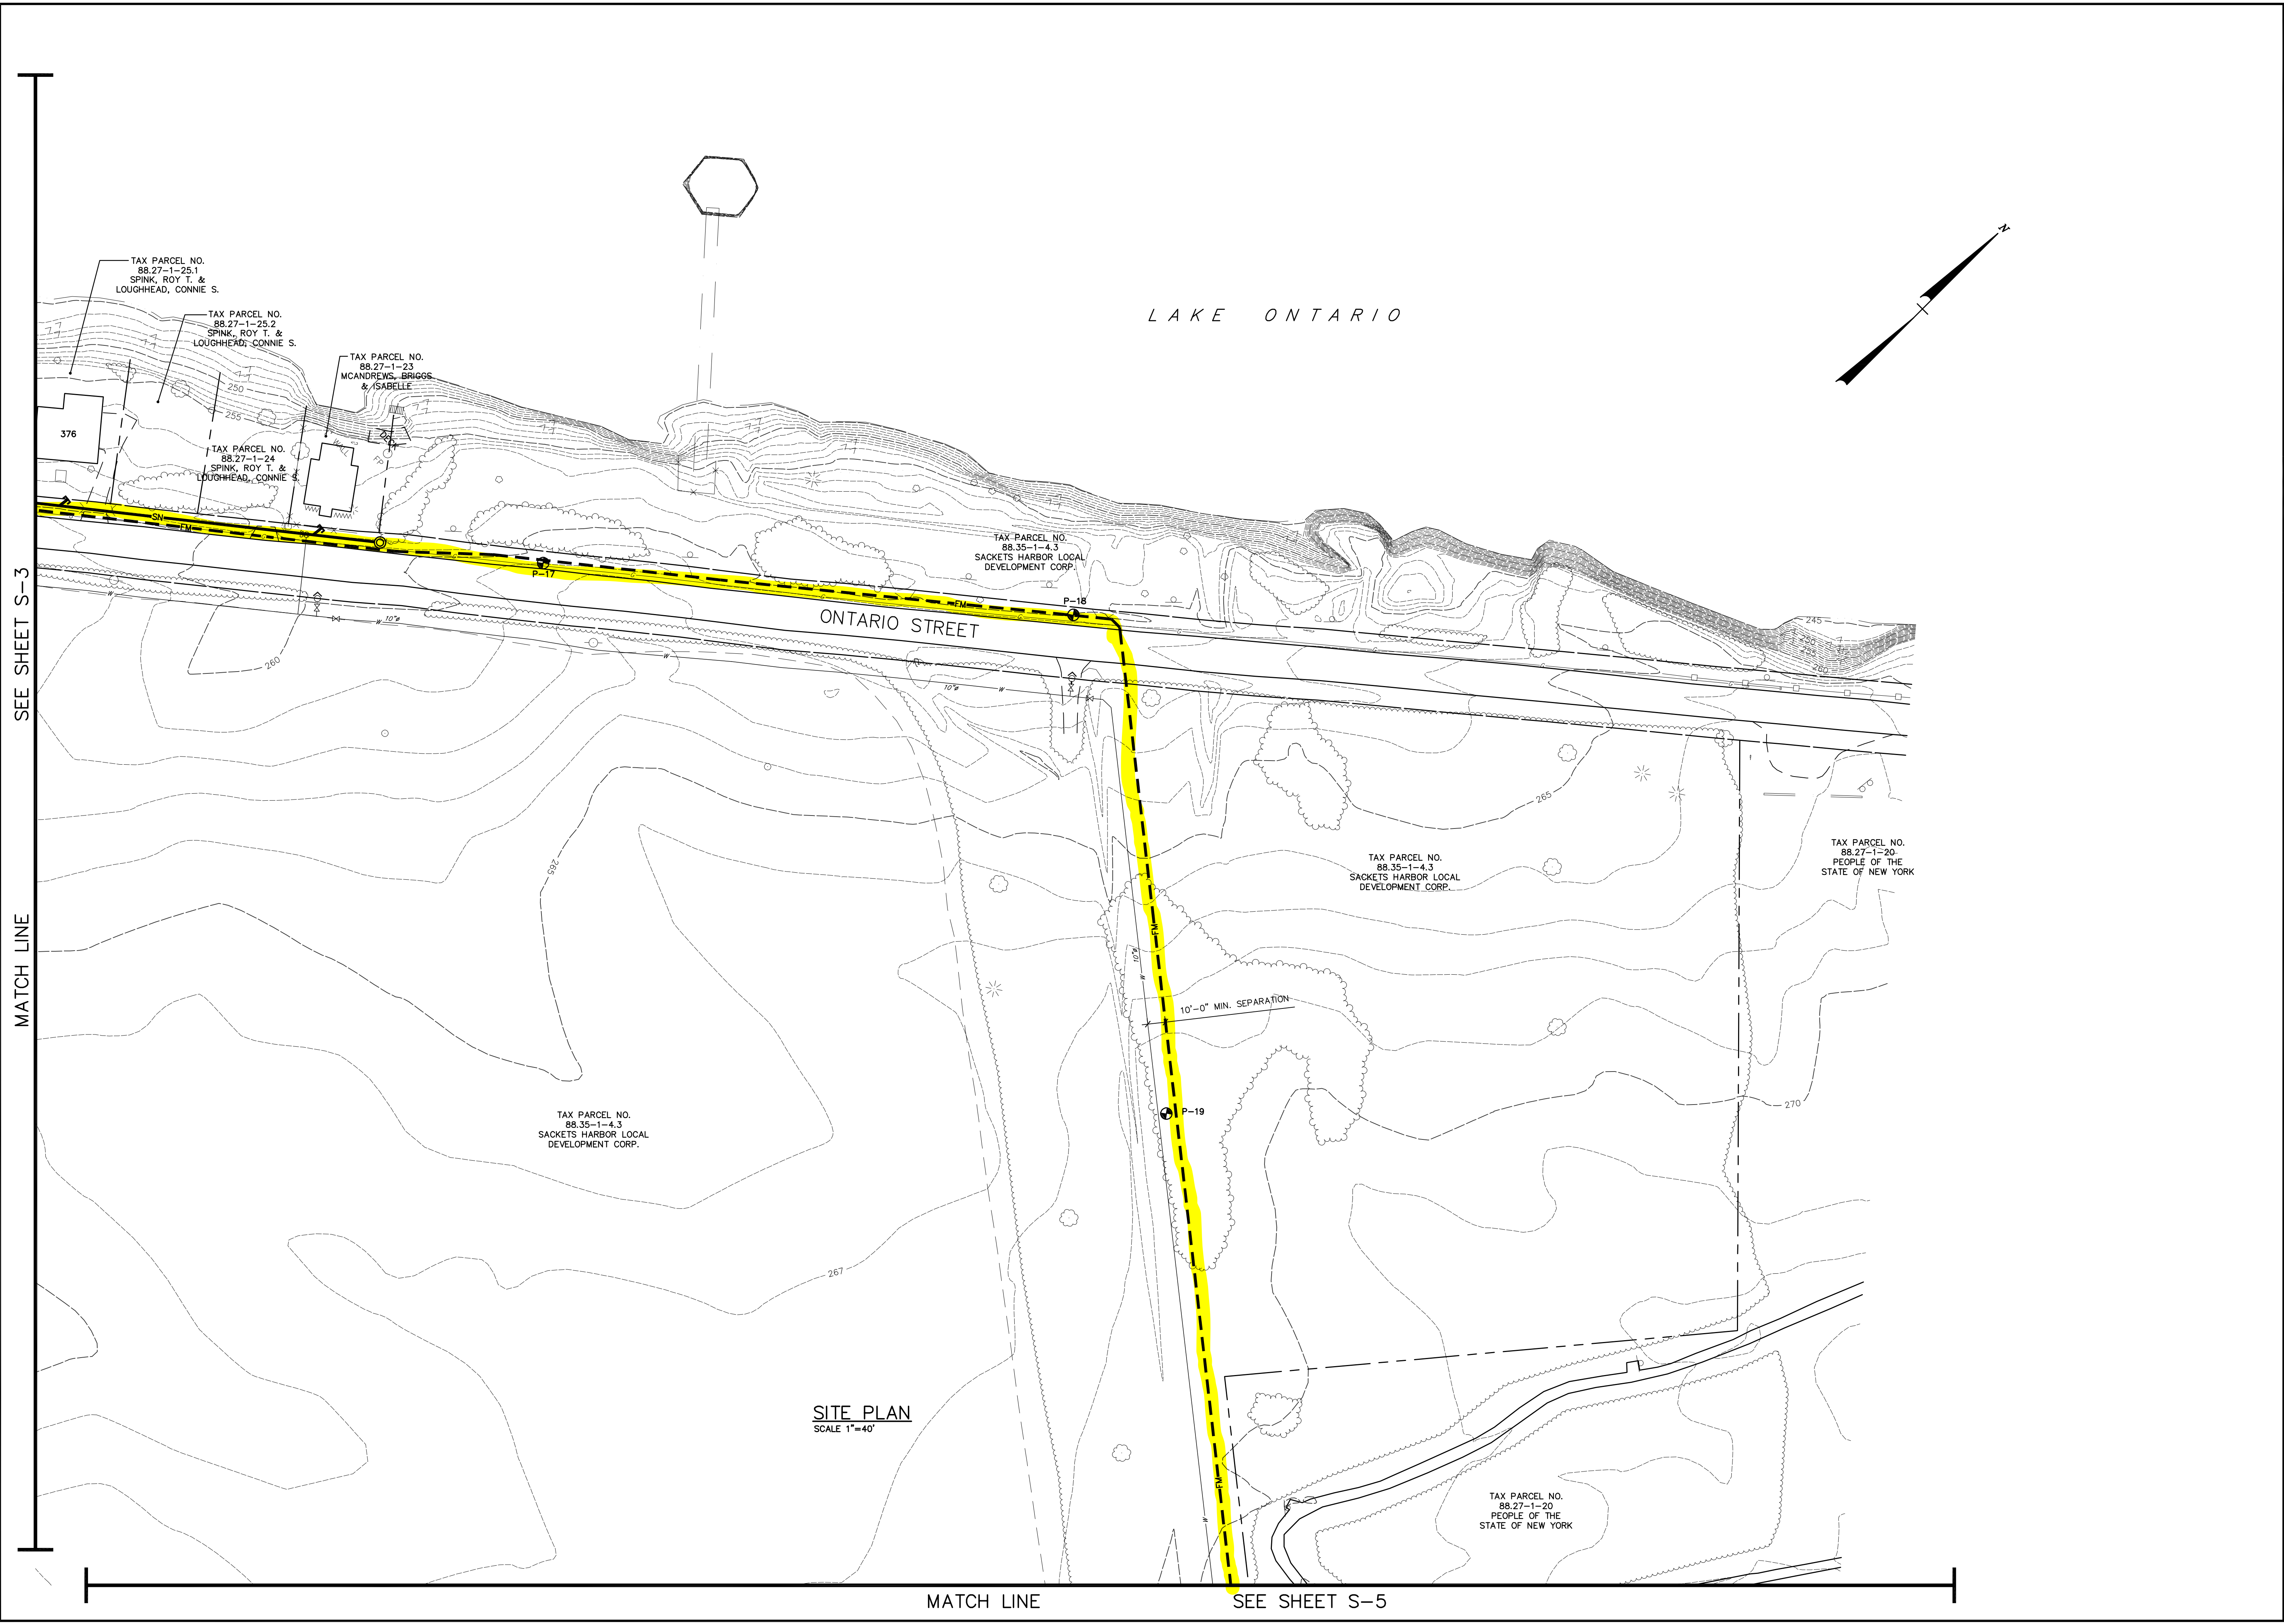 N
LAKE ONTARIO
TAX PARCEL NO.
88.27-1-25.1
SPINK, ROY T. &
LOUGHHEAD, CONNIE S.
TAX PARCEL NO.
88.27-1-25.2
SPINK, ROY T. &
LOUGHHEAD, CONNIE S.
TAX PARCEL NO.
88.27-1-23
MCANDREWS, BRIGGS
& ISABELLE
250
255
376
TAX PARCEL NO.
88.27-1-24
SPINK, ROY T. &
LOUGHHEAD, CONNIE S.
DECK
WELL
FP
SN
FM
P-17
TAX PARCEL NO.
88.35-1-4.3
SACKETS HARBOR LOCAL
DEVELOPMENT CORP.
FM
P-18
ONTARIO STREET
245
250
255
260
W
W 10"ø
W
10"ø
W
260
SEE SHEET S-3
MATCH LINE
265
265
TAX PARCEL NO.
88.35-1-4.3
SACKETS HARBOR LOCAL
DEVELOPMENT CORP.
TAX PARCEL NO.
88.27-1-20
PEOPLE OF THE
STATE OF NEW YORK
FM
10"ø
W
10'-0" MIN. SEPARATION
270
P-19
TAX PARCEL NO.
88.35-1-4.3
SACKETS HARBOR LOCAL
DEVELOPMENT CORP.
267
SITE PLAN
SCALE 1"=40'
FM
W
TAX PARCEL NO.
88.27-1-20
PEOPLE OF THE
STATE OF NEW YORK
MATCH LINE
SEE SHEET S-5